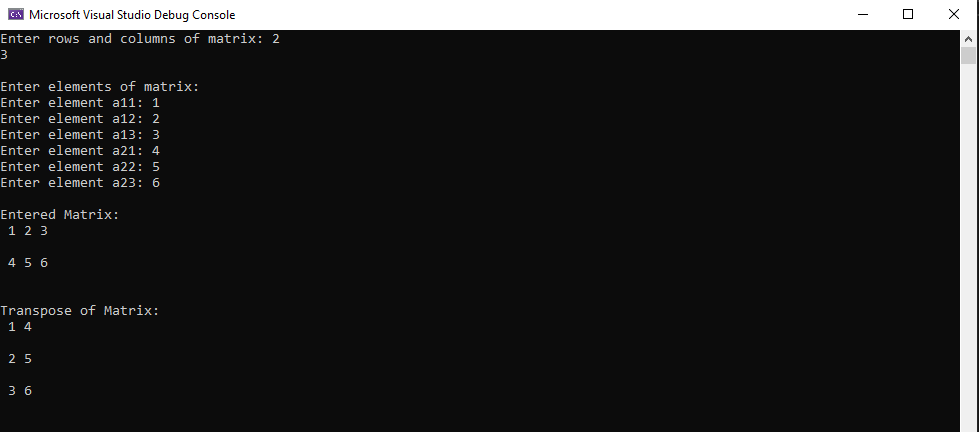 Microsoft Visual Studio Debug Console
Enter rows and columns of matrix: 2
3
Enter elements of matrix:
Enter element a11: 1
Enter element a12: 2
Enter element a13: 3
Enter element a21: 4
Enter element a22: 5
Enter element a23: 6
Entered Matrix:
1 2 3
4 5 6
Transpose of Matrix:
1 4
2 5
3 6